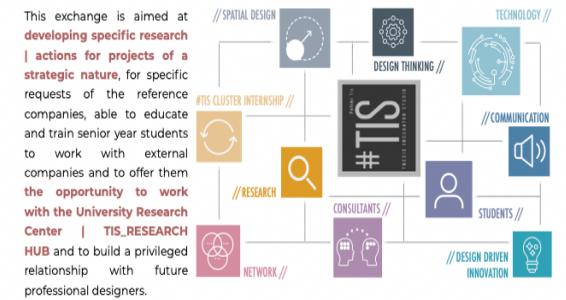 This exchange is aimed at
developing specific research
| actions for projects of a
strategic nature, for specific
requests of the reference
companies, able to educate
and train senior year students
to work with external
companies and to offer them
the opportunity to work
with the University Research
Center | TIS_RESEARCH
HUB and to build a privileged
relationship with future
professional designers.
//SPATIAL DESIGN
TECHNOLOGY //
DESIGN THINKING //
#TIS CLUSTER INTERNSHIP //
#TIS
//COMMUNICATION
//RESEARCH
CONSULTANTS //
STUDENTS //
NETWORK //
//DESIGN DRIVEN
INNOVATION